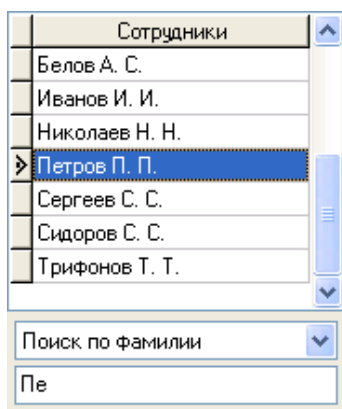 Сотрудники
Белов А. С.
Иванов И. И.
Николаев Н. Н.
Петров П. П.
Сергеев С. С.
Сидоров С. С.
Трифонов Т. Т.
Поиск по фамилии
Пе